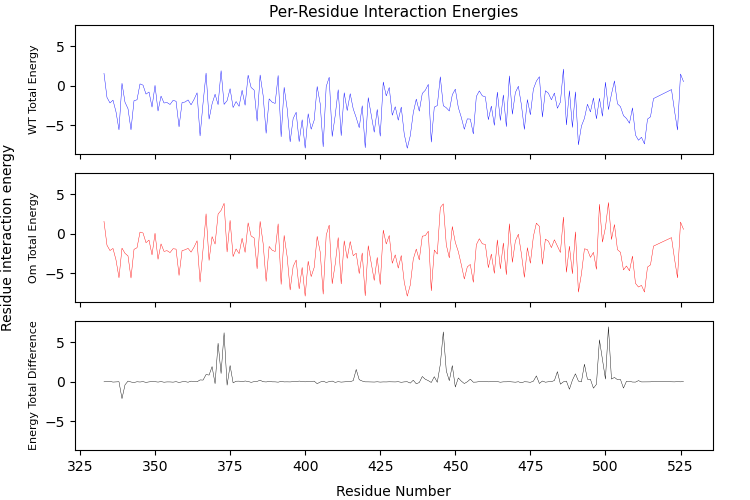 Per-Residue Interaction Energies
Residue interaction energy
WT Total Energy
5
0
−5
Om Total Energy
5
0
−5
Energy Total Difference
5
0
−5
325 350 375 400 425 450 475 500 525
Residue Number